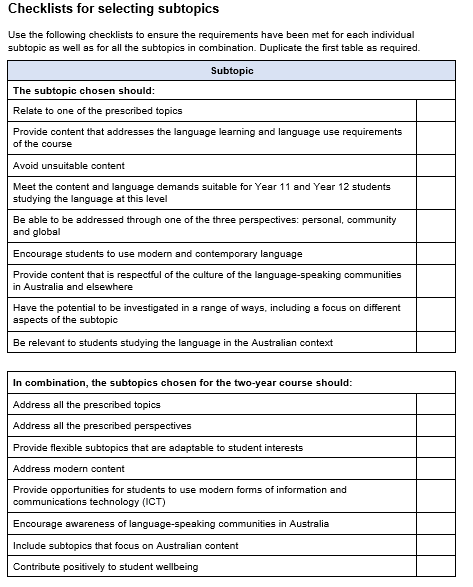 Checklists for selecting subtopics
Use the following checklists to ensure the requirements have been met for each individual
subtopic as well as for all the subtopics in combination. Duplicate the first table as required.
Subtopic
The subtopic chosen should:
Relate to one of the prescribed topics
Provide content that addresses the language learning and language use requirements
of the course
Avoid unsuitable content
Meet the content and language demands suitable for Year 11 and Year 12 students
studying the language at this level
Be able to be addressed through one of the three perspectives: personal, community
and global
Encourage students to use modern and contemporary language
Provide content that is respectful of the culture of the language-speaking communities
in Australia and elsewhere
Have the potential to be investigated in a range of ways, including a focus on different
aspects of the subtopic
Be relevant to students studying the language in the Australian context
In combination, the subtopics chosen for the two-year course should:
Address all the prescribed topics
Address all the prescribed perspectives
Provide flexible subtopics that are adaptable to student interests
Address modern content
Provide opportunities for students to use modern forms of information and
communications technology (ICT)
Encourage awareness of language-speaking communities in Australia
Include subtopics that focus on Australian content
Contribute positively to student wellbeing